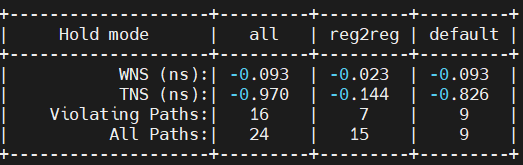 +--------------------+---------+---------+---------+
|     Hold mode      |   all   | reg2reg | default |
+--------------------+---------+---------+---------+
|           WNS (ns):| -0.093  | -0.023  | -0.093  |
|           TNS (ns):| -0.970  | -0.144  | -0.826  |
|    Violating Paths:|   16    |    7    |    9    |
|          All Paths:|   24    |   15    |    9    |
+--------------------+---------+---------+---------+